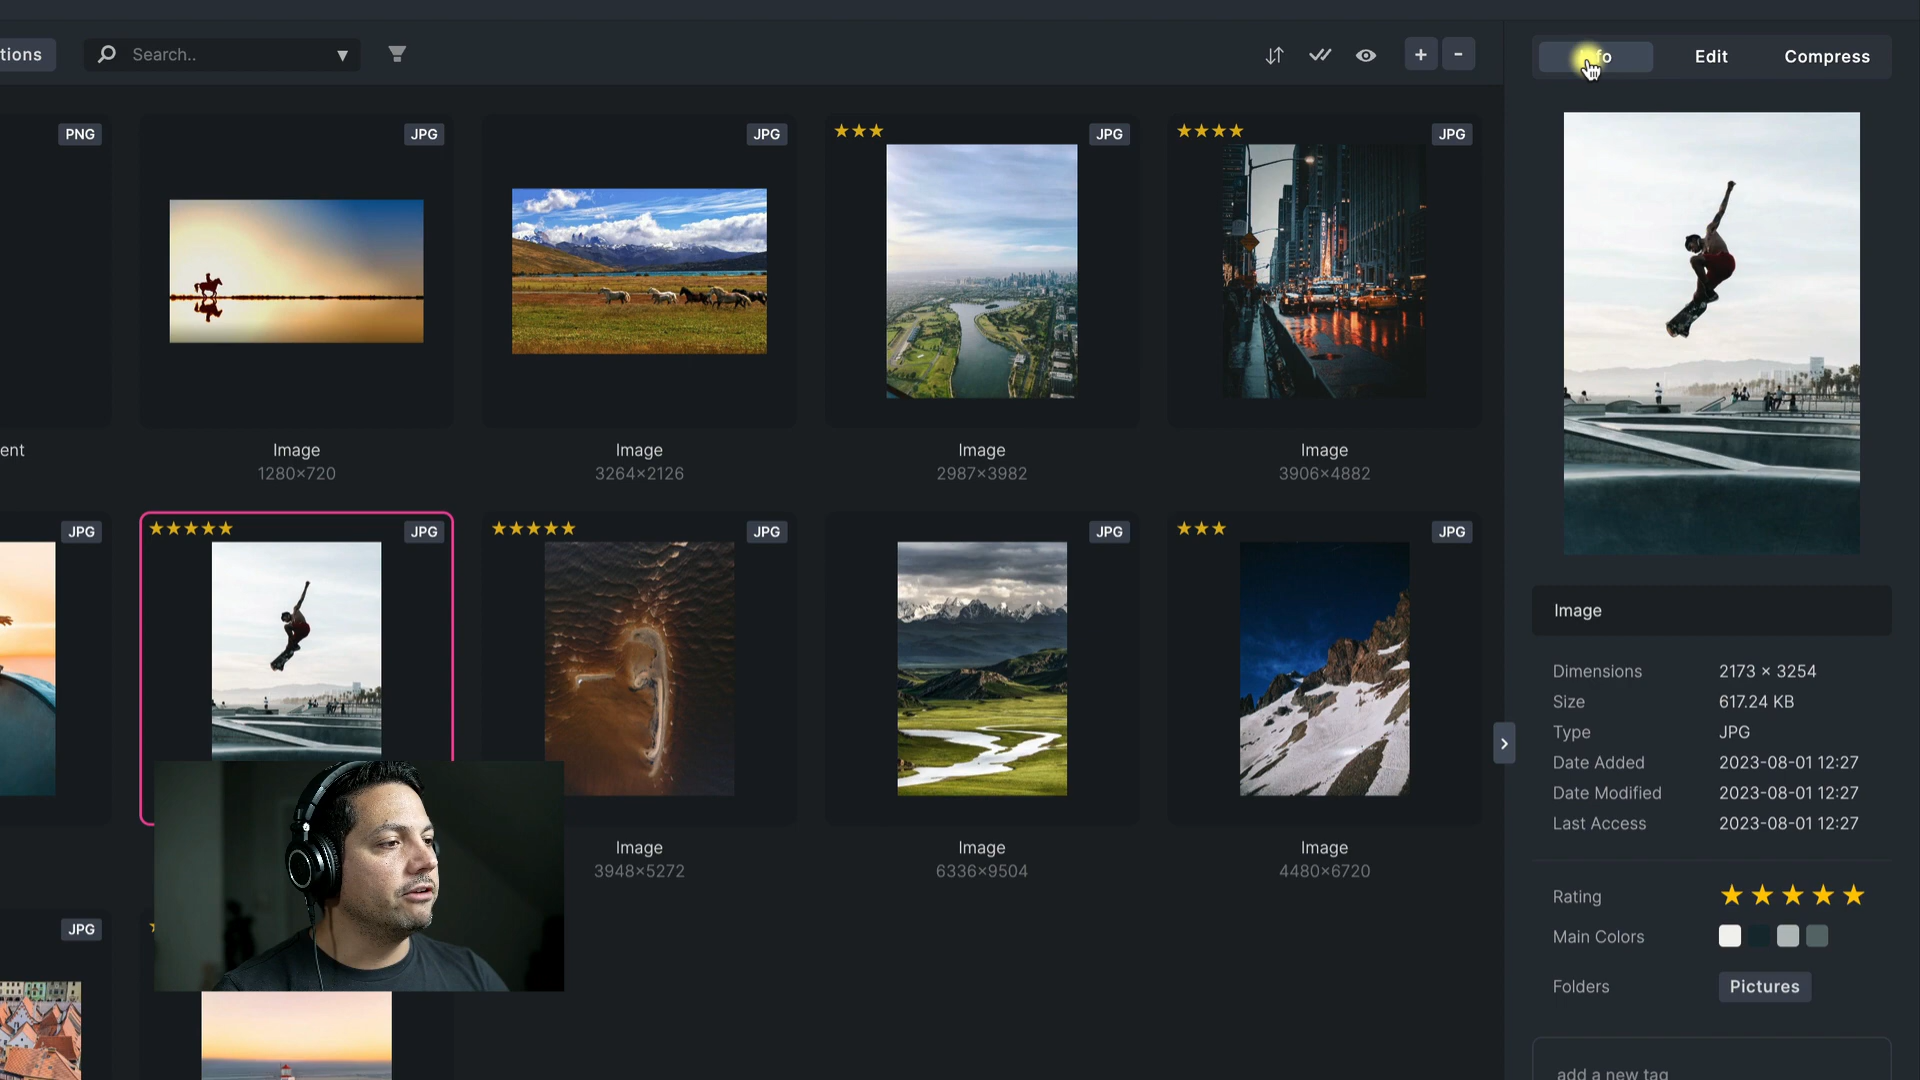 tions
Search..
+
-
fo
Edit
Compress
PNG
JPG
JPG
JPG
JPG
ent
Image
1280×720
Image
3264×2126
Image
2987×3982
Image
3906×4882
JPG
JPG
JPG
JPG
JPG
Image
3948×5272
Image
6336×9504
Image
4480×6720
JPG
Image
Dimensions 2173 × 3254
Size 617.24 KB
Type JPG
Date Added 2023-08-01 12:27
Date Modified 2023-08-01 12:27
Last Access 2023-08-01 12:27
Rating
Main Colors
Folders Pictures
add a new tag